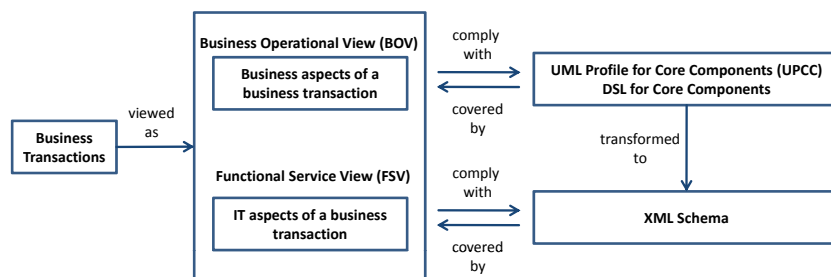 Business
Transactions
viewed
as
Business Operational View (BOV)
Business aspects of a
business transaction
Functional Service View (FSV)
IT aspects of a business
transaction
comply
with
covered
by
UML Profile for Core Components (UPCC)
DSL for Core Components
transformed
to
comply
with
covered
by
XML Schema